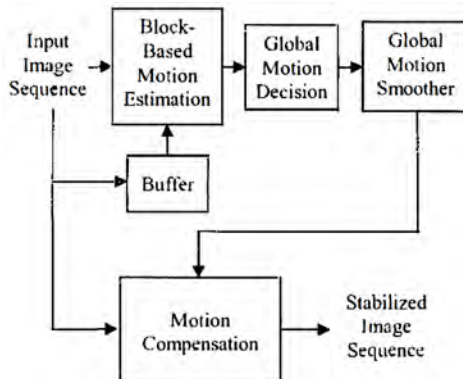 Input
Image
Sequence
Block-
Based
Motion
Estimation
Global
Motion
Decision
Global
Motion
Smoother
Buffer
Motion
Compensation
Stabilized
Image
Sequence